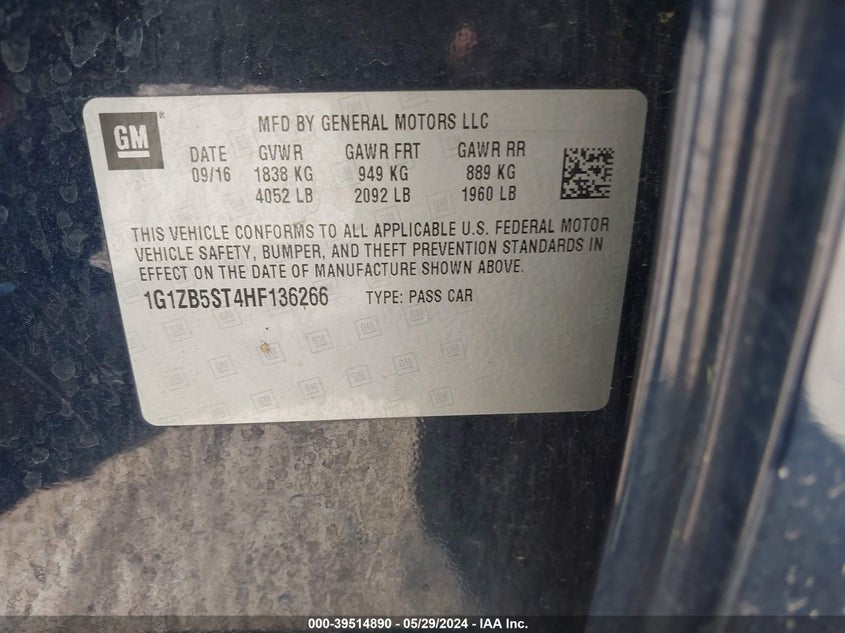 GM
MFD BY GENERAL MOTORS LLC
DATE GVWR GAWR FRT GAWR RR
09/16 1838 KG 949 KG 889 KG
4052 LB 2092 LB 1960 LB
THIS VEHICLE CONFORMS TO ALL APPLICABLE U.S. FEDERAL MOTOR
VEHICLE SAFETY, BUMPER, AND THEFT PREVENTION STANDARDS IN
EFFECT ON THE DATE OF MANUFACTURE SHOWN ABOVE.
1G1ZB5ST4HF136266 TYPE: PASS CAR
000-39514890 - 05/29/2024 - IAA Inc.